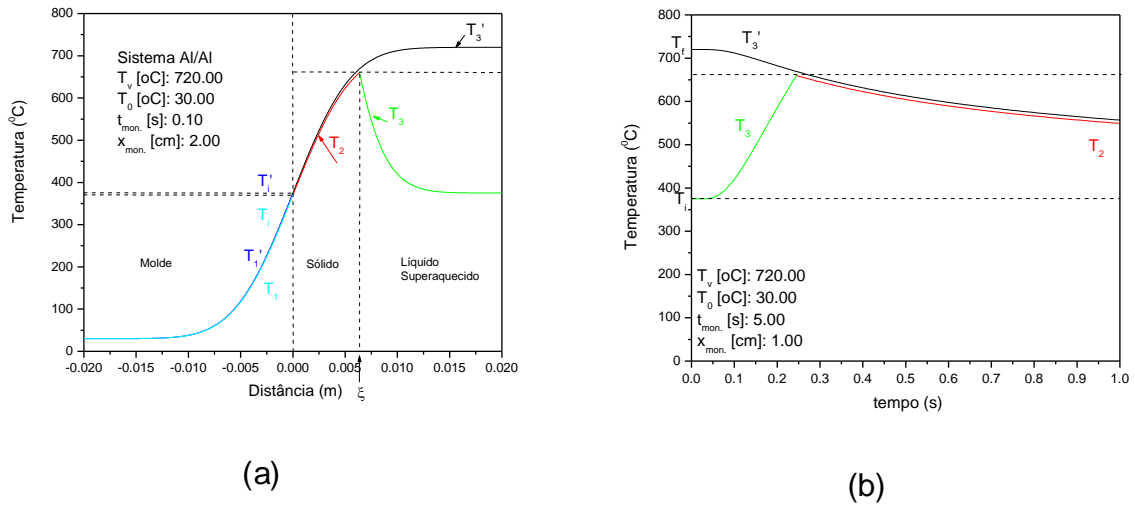 Temperatura (⁰C)
800
700
600
500
400
300
200
100
0
Sistema Al/Al
T_v [oC]: 720.00
T_0 [oC]: 30.00
t_mon. [s]: 0.10
x_mon. [cm]: 2.00
T_3'
T_3
T_2
T_i'
T_i
T_1'
T_1
Molde
Sólido
Líquido
Superaquecido
-0.020 -0.015 -0.010 -0.005 0.000 0.005 0.010 0.015 0.020
Distância (m)
ξ
(a)
Temperatura (⁰C)
800
T_f
700
600
500
400
T_i
300
200
100
0
T_3'
T_3
T_2
T_v [oC]: 720.00
T_0 [oC]: 30.00
t_mon. [s]: 5.00
x_mon. [cm]: 1.00
0.0 0.1 0.2 0.3 0.4 0.5 0.6 0.7 0.8 0.9 1.0
tempo (s)
(b)